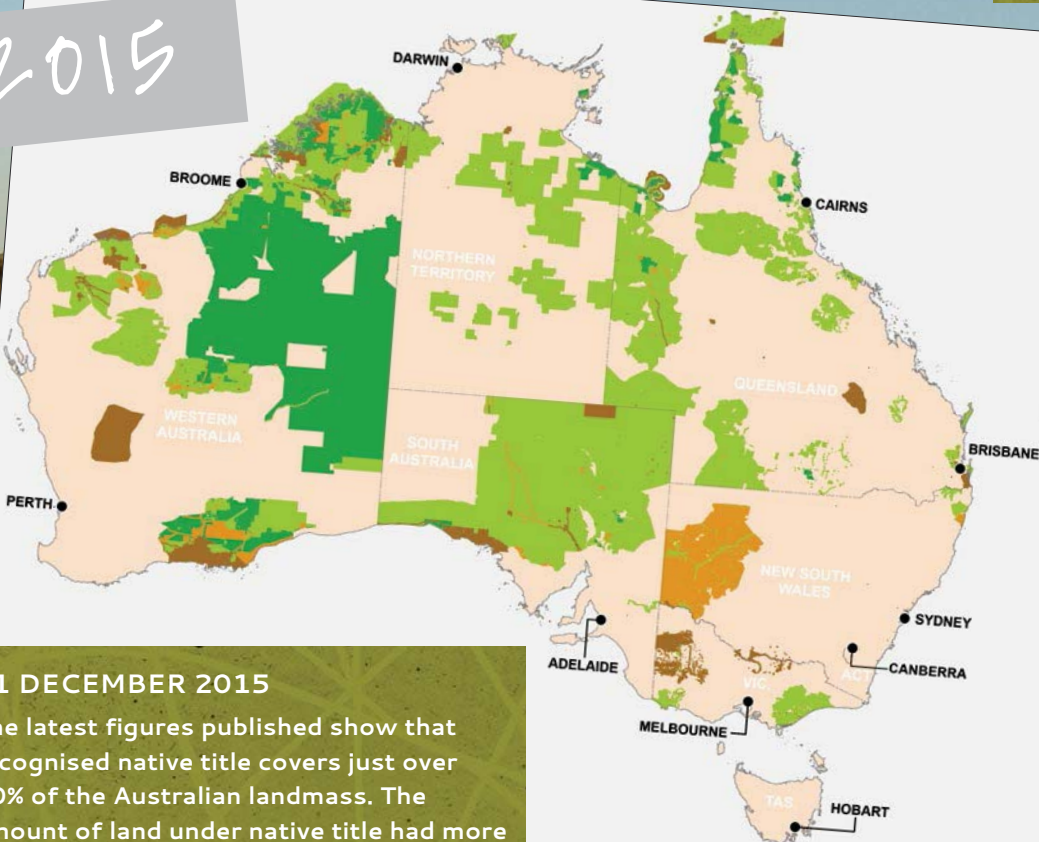 2015
DARWIN
BROOME
CAIRNS
NORTHERN
TERRITORY
QUEENSLAND
WESTERN
AUSTRALIA
SOUTH
AUSTRALIA
BRISBANE
PERTH
NEW SOUTH
WALES
SYDNEY
ADELAIDE
CANBERRA
ACT
VIC.
MELBOURNE
TAS.
HOBART
1 DECEMBER 2015
latest figures published show that
native title covers just over
0% of the Australian landmass. The
of land under native title had more